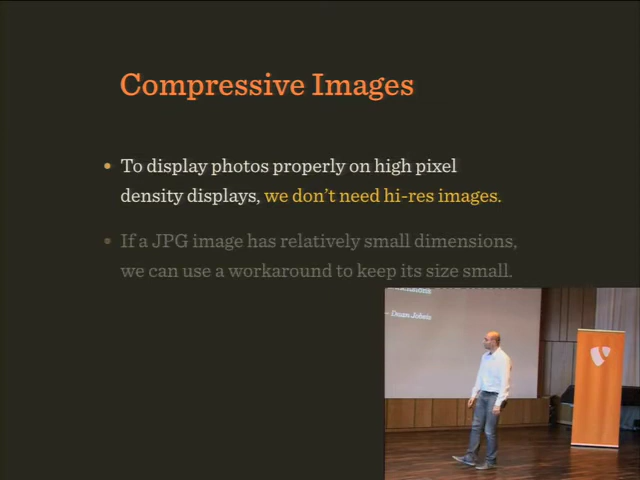 Compressive Images
• To display photos properly on high pixel
density displays, we don't need hi-res images.
• If a JPG image has relatively small dimensions,
we can use a workaround to keep its size small.